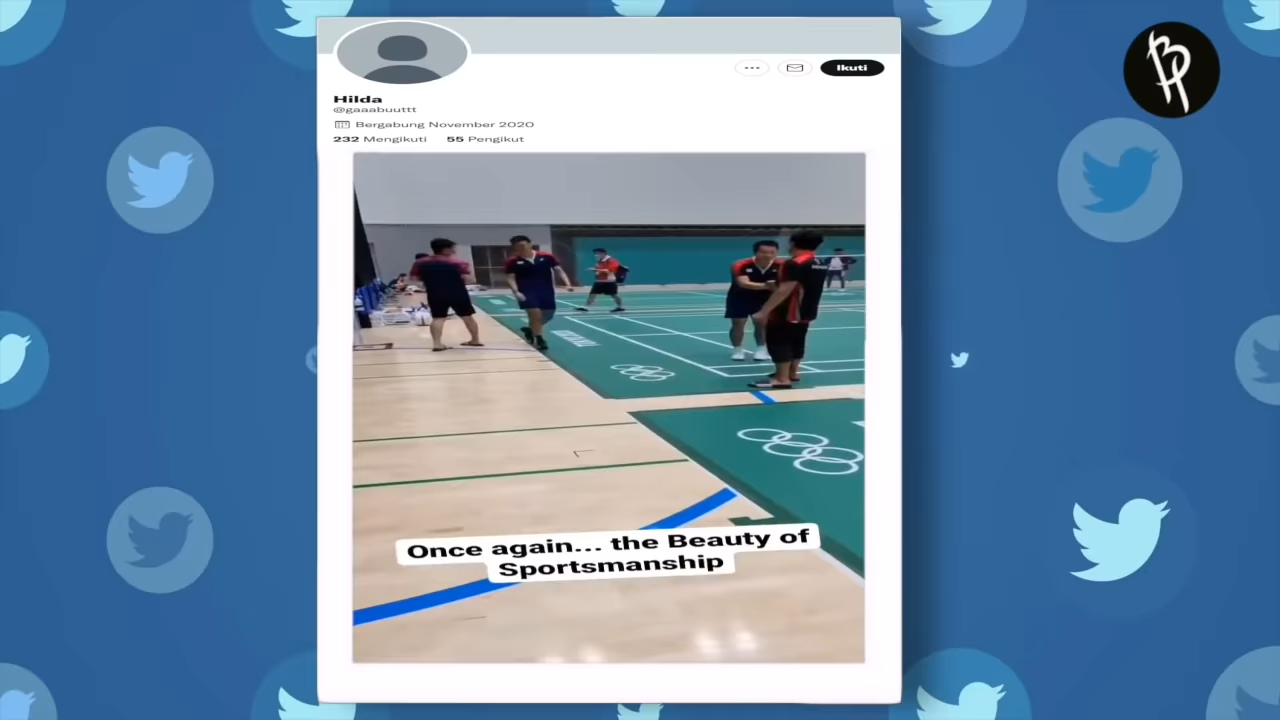 Ikuti
Hilda
@gaaabuuttt
Bergabung November 2020
232 Mengikuti 55 Pengikut
Once again... the Beauty of
Sportsmanship